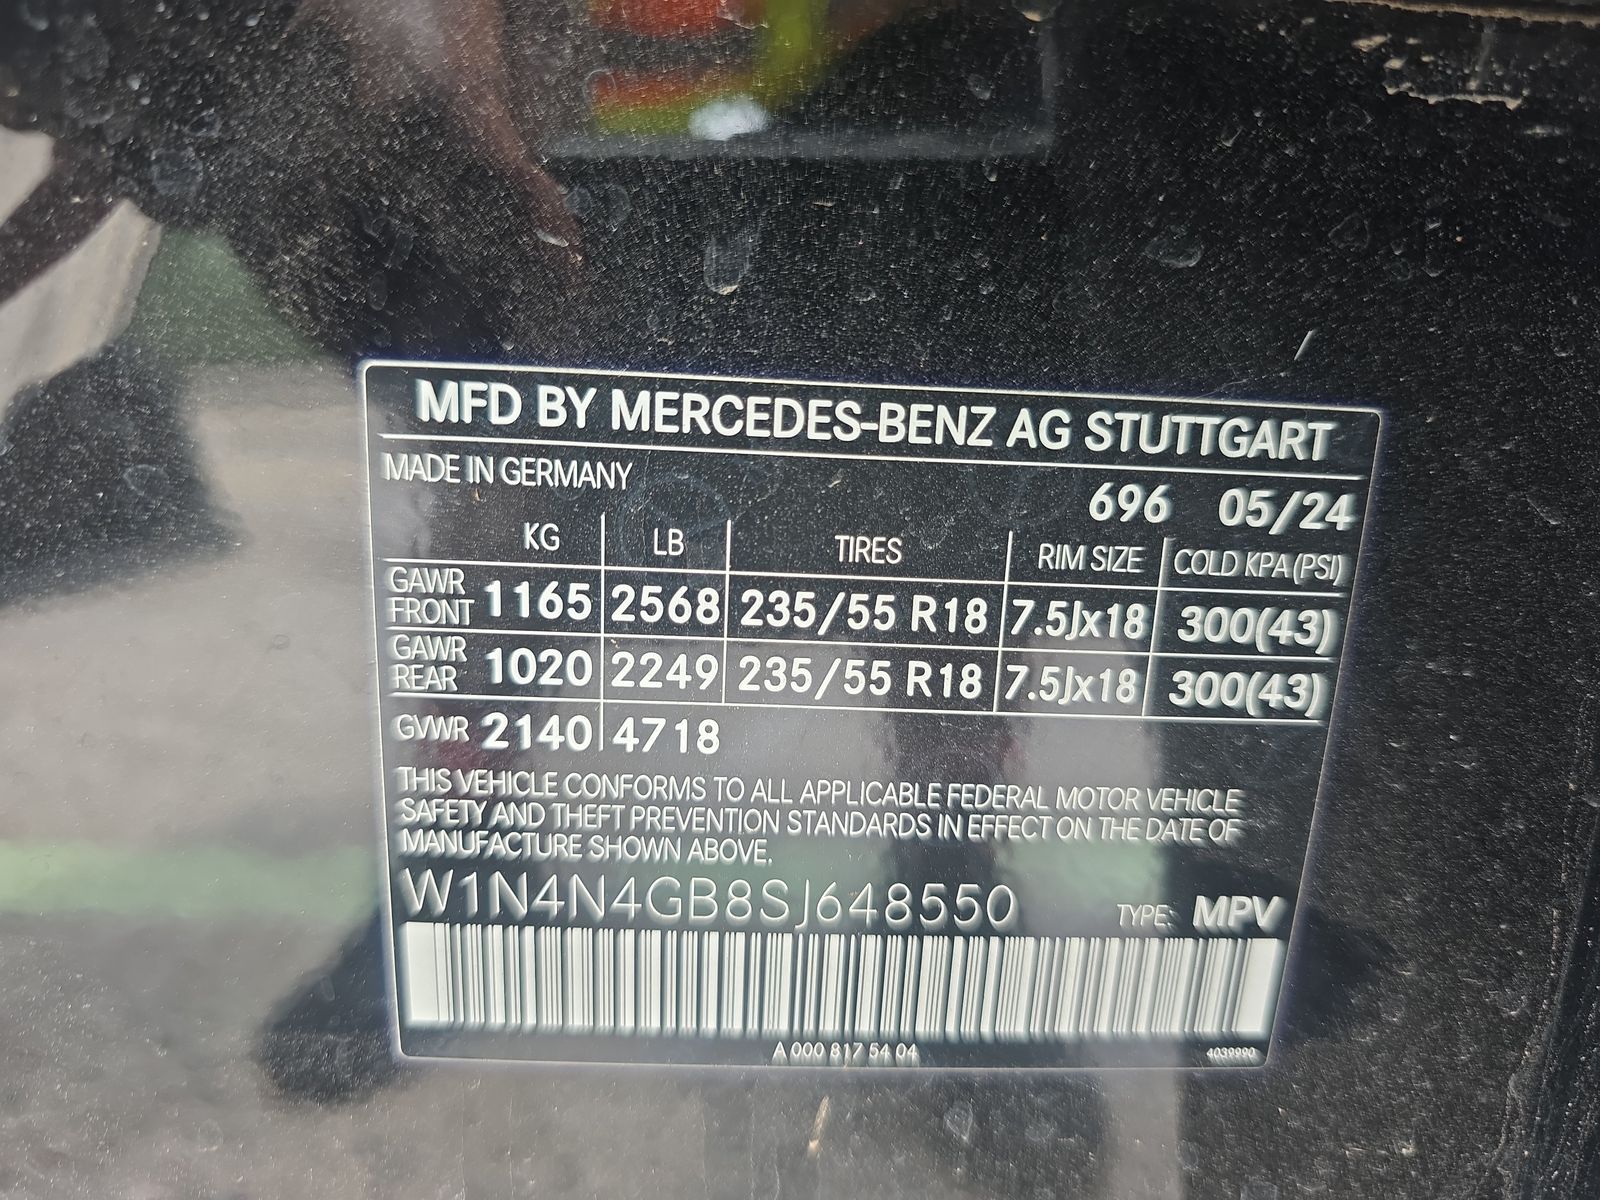 MFD BY MERCEDES-BENZ AG STUTTGART
MADE IN GERMANY
696 05/24
KG LB TIRES RIM SIZE COLD KPA(PSI)
GAWR FRONT 1165 2568 235/55 R18 7.5Jx18 300(43)
GAWR REAR 1020 2249 235/55 R18 7.5Jx18 300(43)
GVWR 2140 4718
THIS VEHICLE CONFORMS TO ALL APPLICABLE FEDERAL MOTOR VEHICLE
SAFETY AND THEFT PREVENTION STANDARDS IN EFFECT ON THE DATE OF
MANUFACTURE SHOWN ABOVE.
W1N4N4GB8SJ648550 TYPE: MPV
A 000 817 54 04 4039990